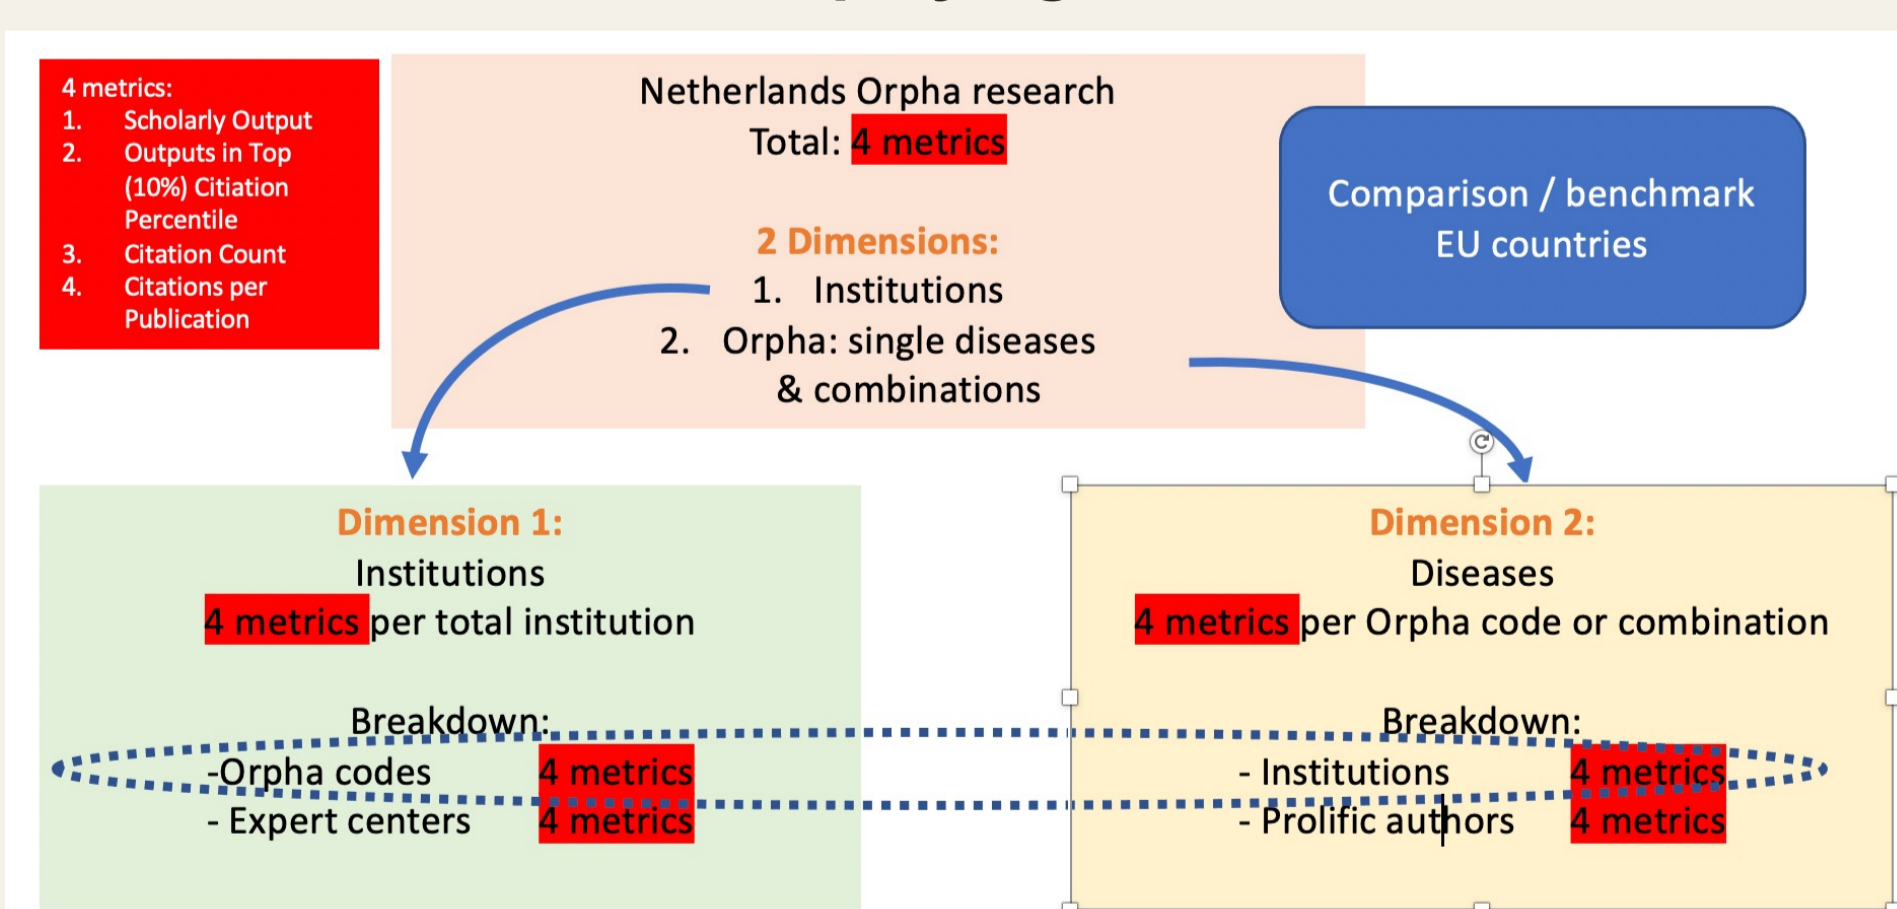 4 metrics:
1. Scholarly Output
2. Outputs in Top
(10%) Citiation
Percentile
3. Citation Count
4. Citations per
Publication
Netherlands Orpha research
Total: 4 metrics
2 Dimensions:
1. Institutions
2. Orpha: single diseases
& combinations
Comparison / benchmark
EU countries
Dimension 1:
Institutions
4 metrics per total institution
Breakdown:
-Orpha codes 4 metrics
- Expert centers 4 metrics
Dimension 2:
Diseases
4 metrics per Orpha code or combination
Breakdown:
- Institutions 4 metrics
- Prolific authors 4 metrics